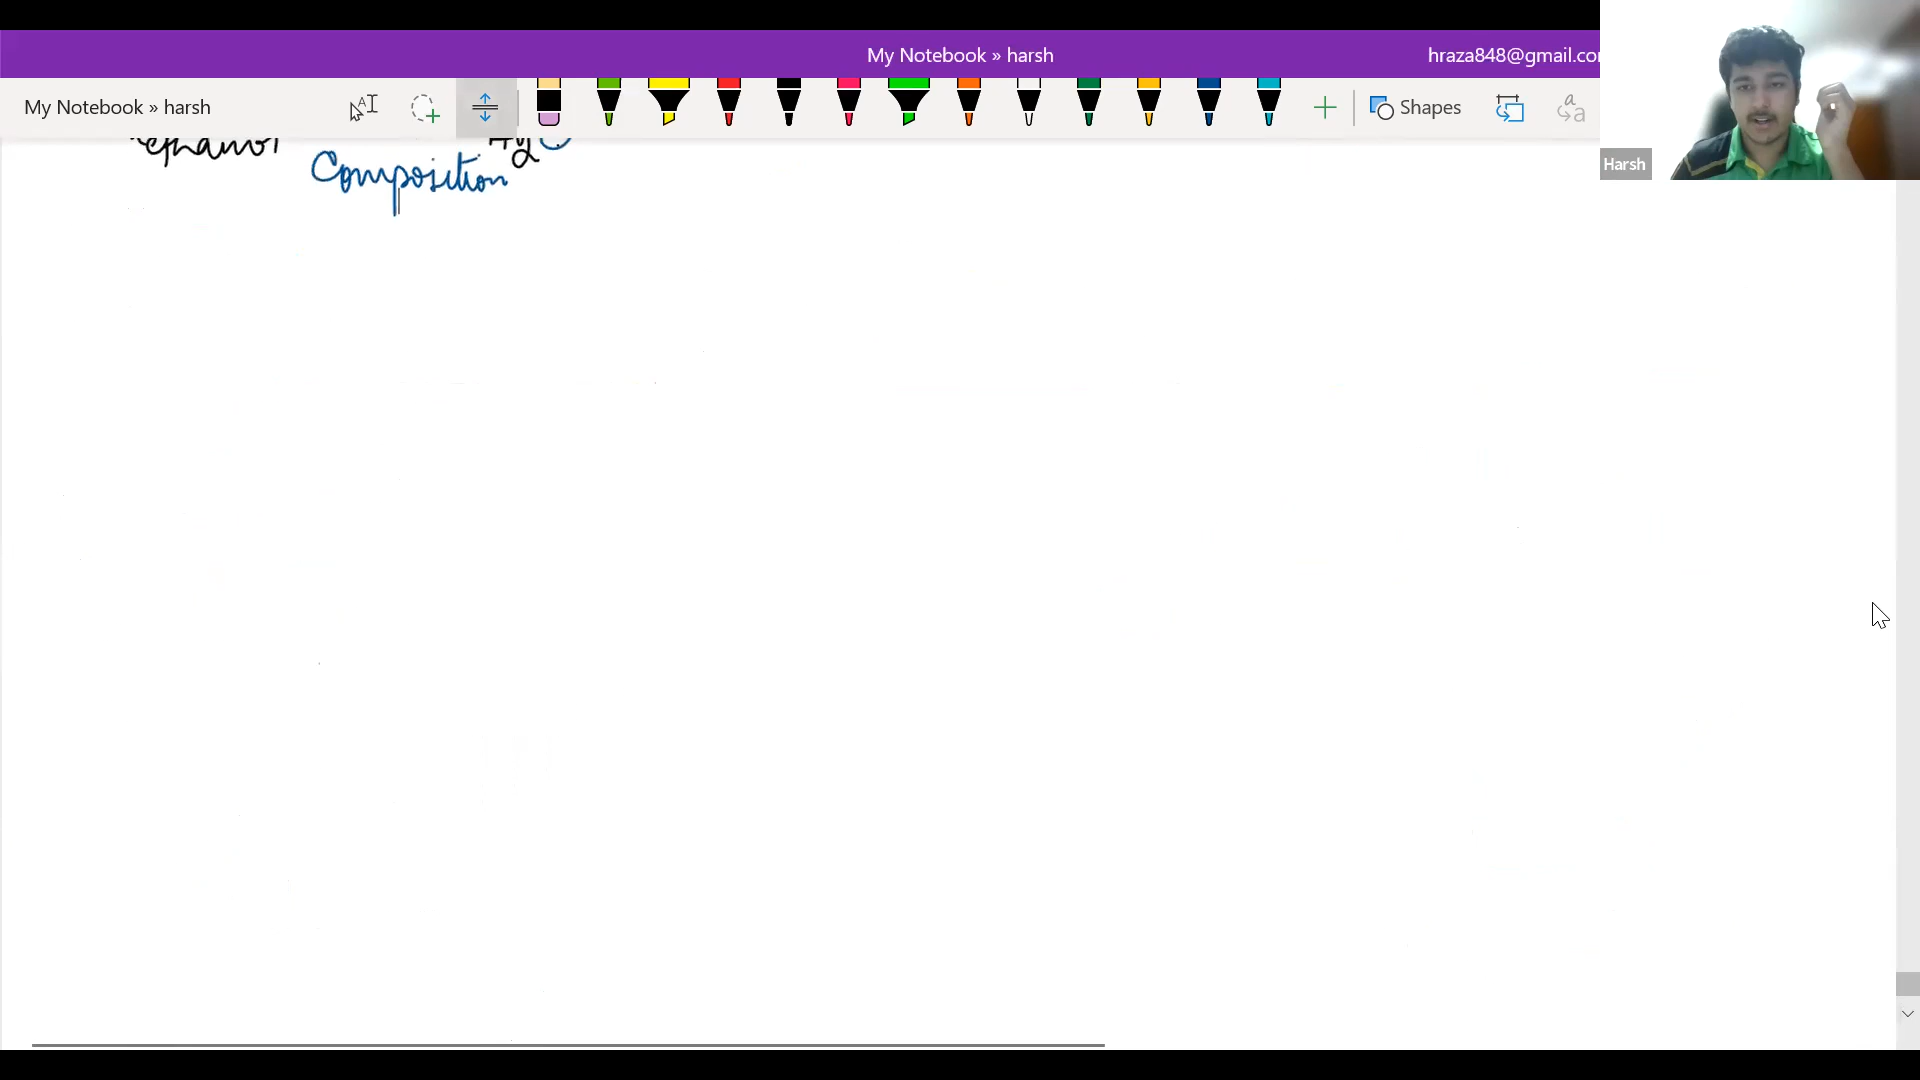 My Notebook » harsh
hraza848@gmail.co
My Notebook » harsh
Shapes
Harsh
Composition